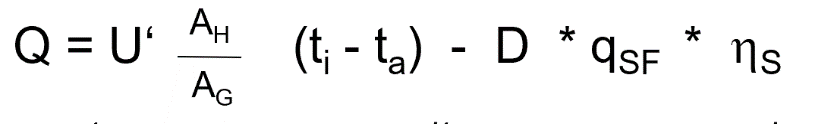 Q = U‘ A_H / A_G (t_i - t_a) - D * q_SF * η_S